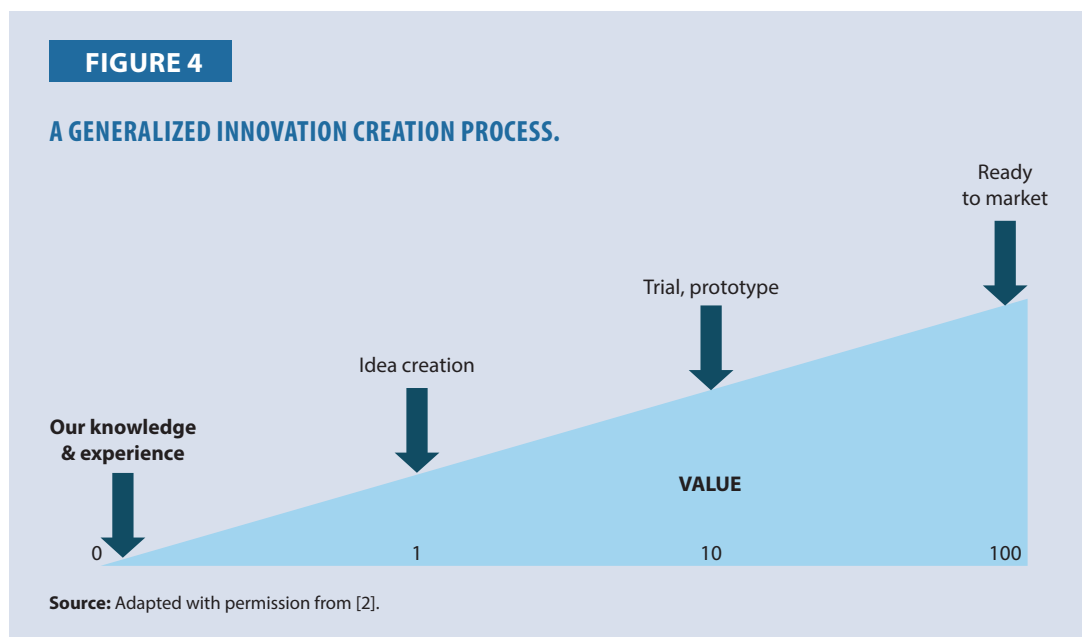 FIGURE 4
A GENERALIZED INNOVATION CREATION PROCESS.
Ready
to market
Trial, prototype
Idea creation
Our knowledge
& experience
VALUE
0
1
10
100
Source: Adapted with permission from [2].